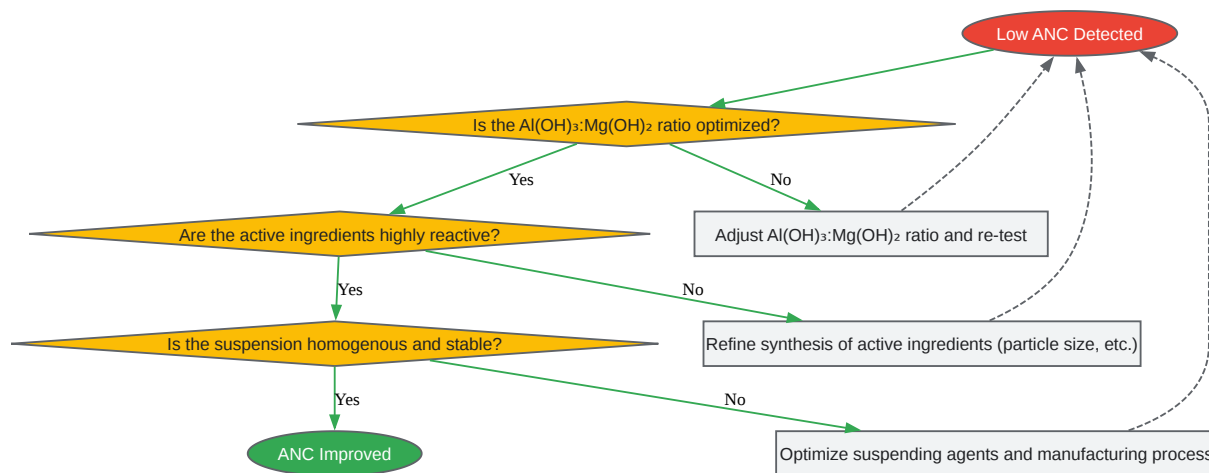 Low ANC Detected
Is the Al(OH)₃:Mg(OH)₂ ratio optimized?
Yes
No
Are the active ingredients highly reactive?
Adjust Al(OH)₃:Mg(OH)₂ ratio and re-test
Yes
No
Is the suspension homogenous and stable?
Refine synthesis of active ingredients (particle size, etc.)
Yes
No
ANC Improved
Optimize suspending agents and manufacturing process